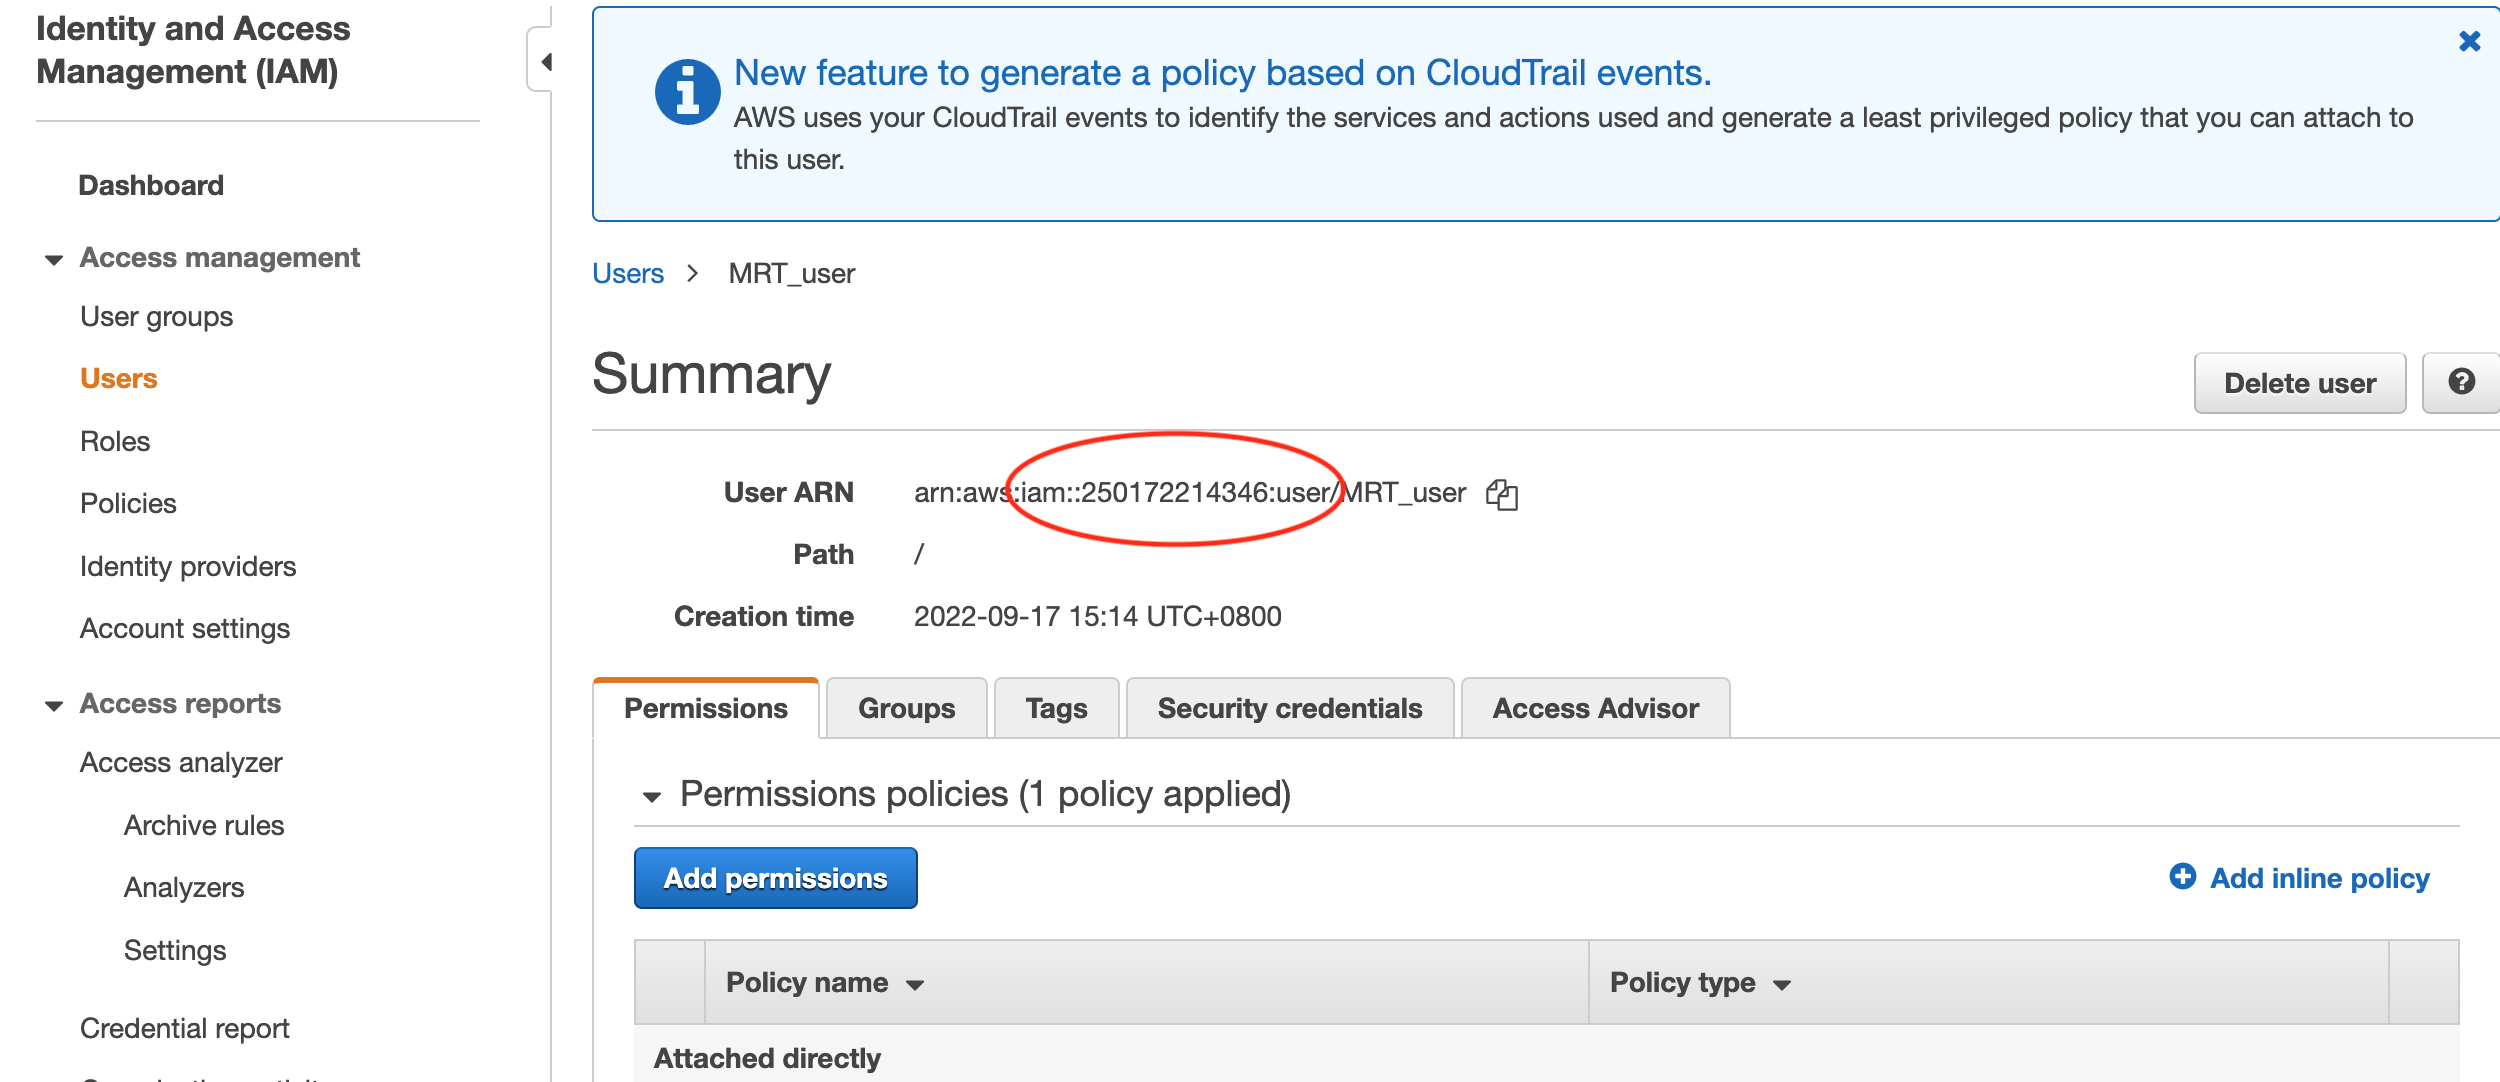 Identity and Access
Management (IAM)
Dashboard
Access management
User groups
Users
Roles
Policies
Identity providers
Account settings
Access reports
Access analyzer
Archive rules
Analyzers
Settings
Credential report
New feature to generate a policy based on CloudTrail events.
AWS uses your CloudTrail events to identify the services and actions used and generate a least privileged policy that you can attach to
this user.
Users > MRT_user
Summary
Delete user
User ARN arn:aws:iam::250172214346:user/MRT_user
Path /
Creation time 2022-09-17 15:14 UTC+0800
Permissions Groups Tags Security credentials Access Advisor
Permissions policies (1 policy applied)
Add permissions
Add inline policy
Policy name Policy type
Attached directly